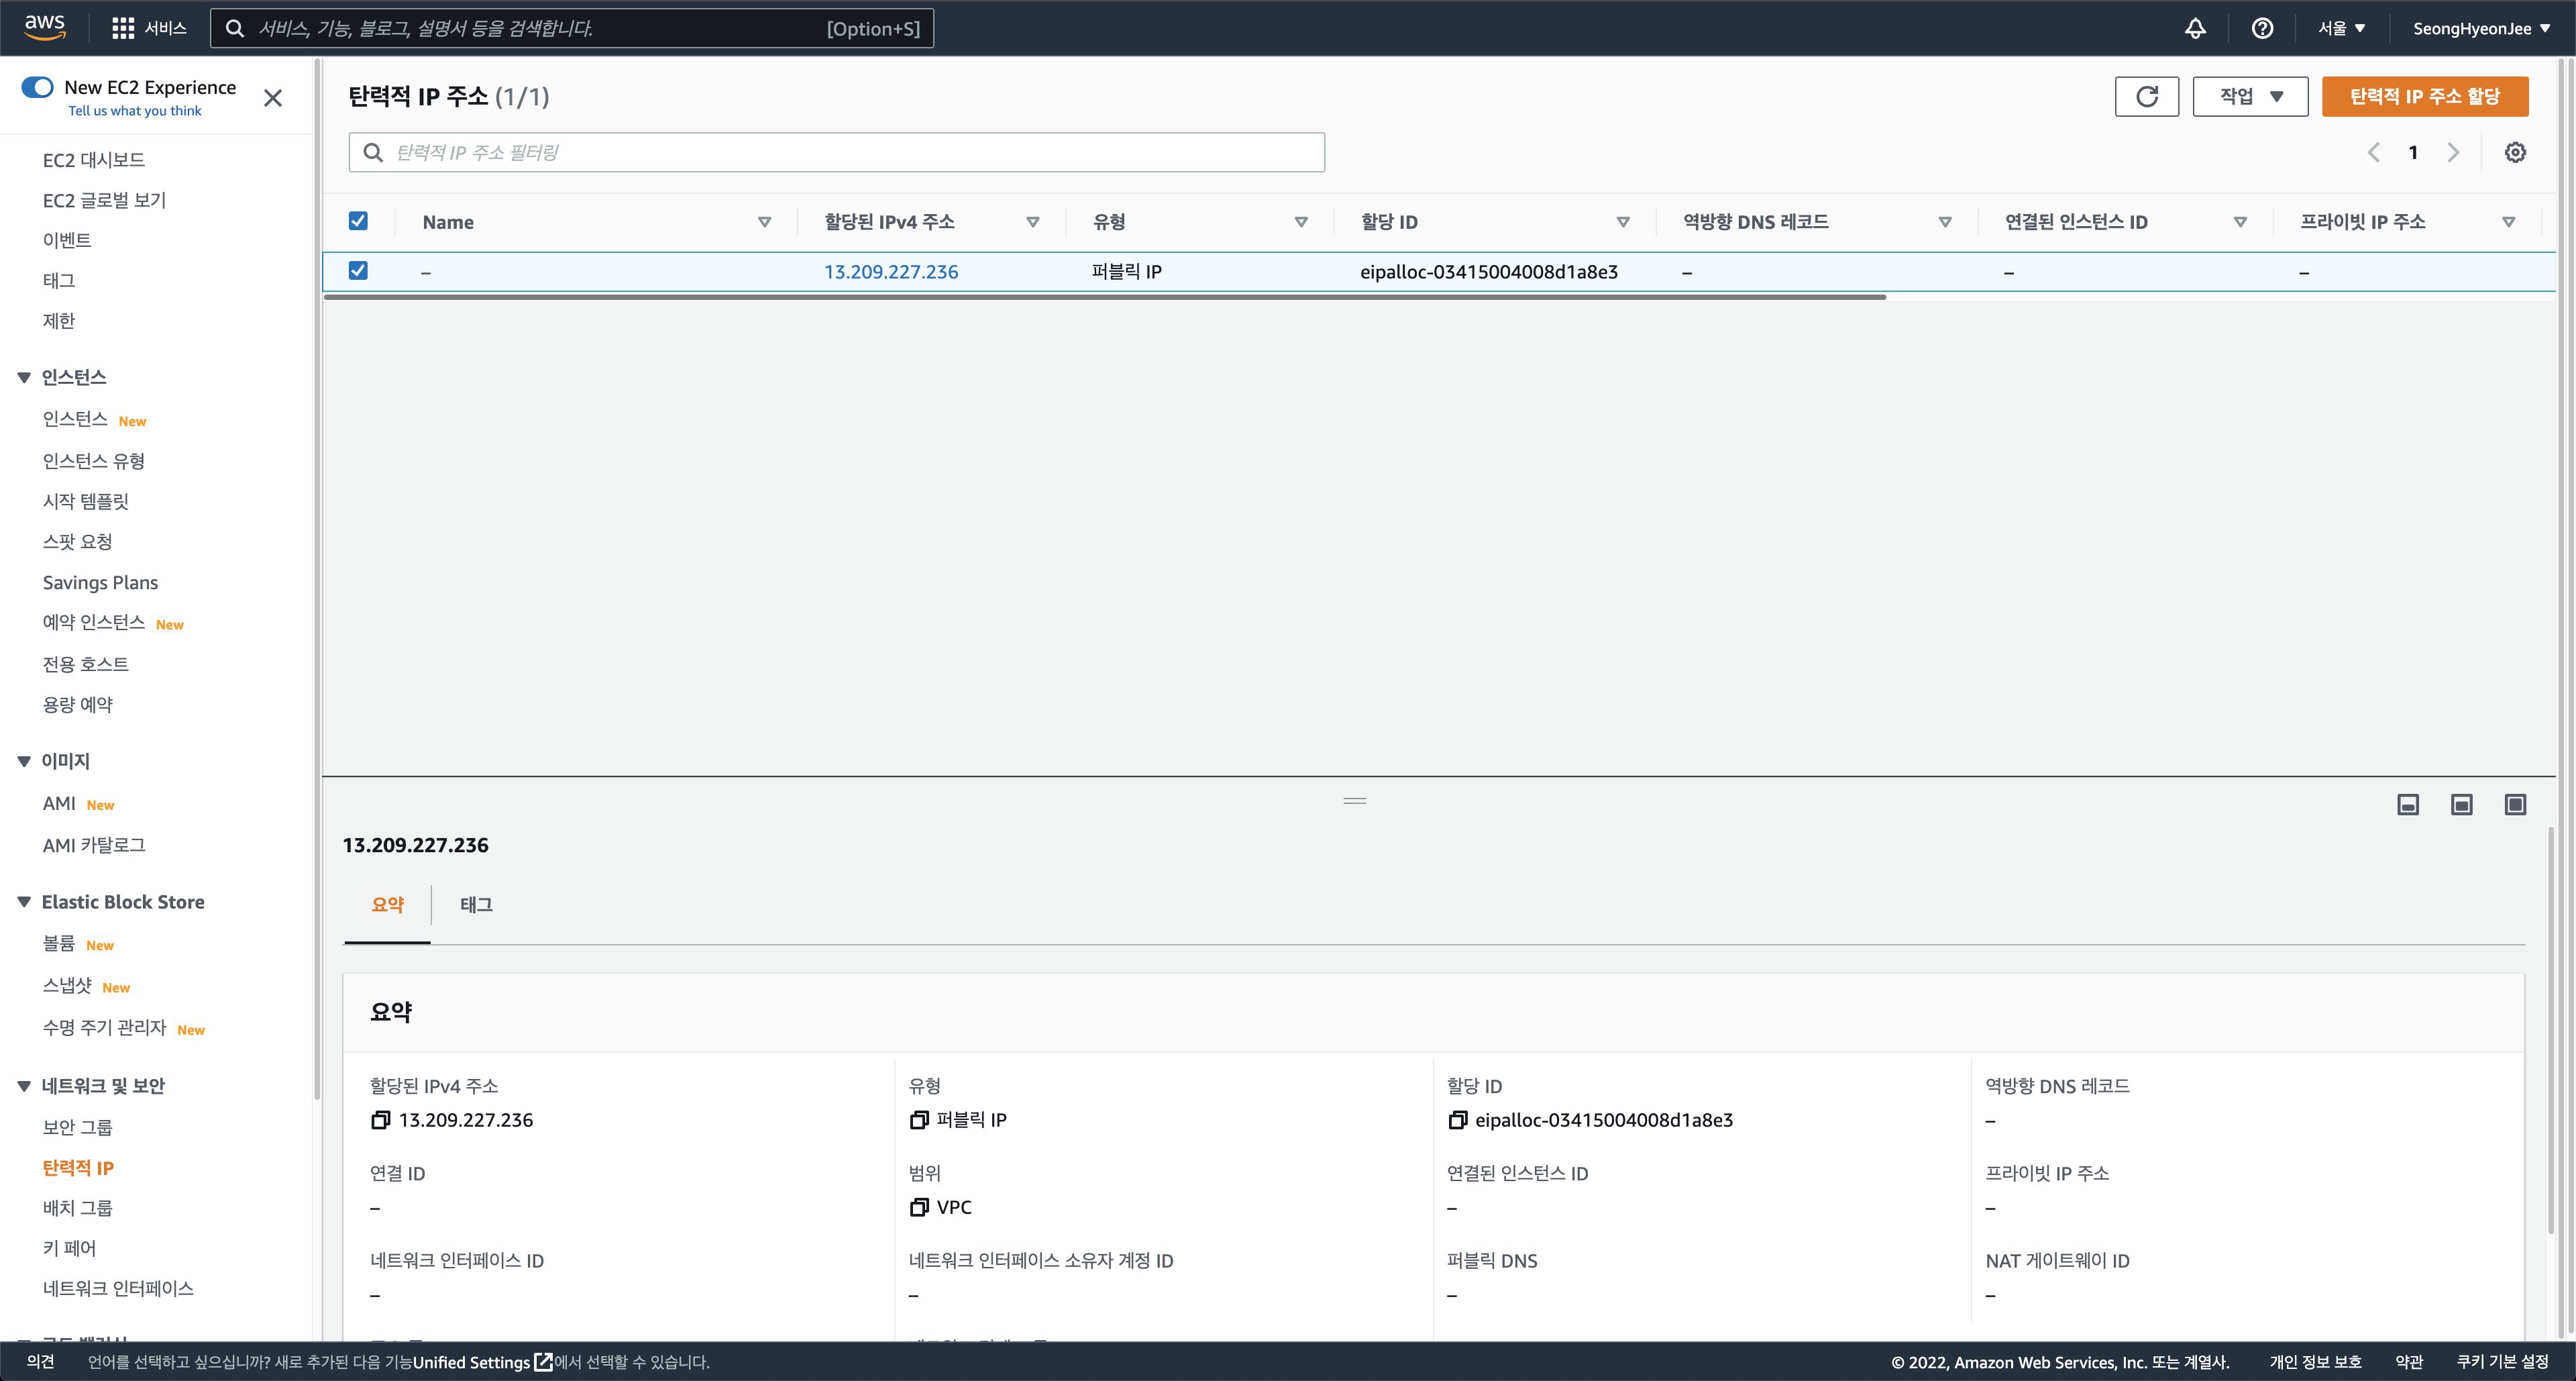 aws
서비스
서비스, 기능, 블로그, 설명서 등을 검색합니다.
[Option+S]
서울
SeongHyeonJee
New EC2 Experience
Tell us what you think
EC2 대시보드
EC2 글로벌 보기
이벤트
태그
제한
인스턴스
인스턴스 New
인스턴스 유형
시작 템플릿
스팟 요청
Savings Plans
예약 인스턴스 New
전용 호스트
용량 예약
이미지
AMI New
AMI 카탈로그
Elastic Block Store
볼륨 New
스냅샷 New
수명 주기 관리자 New
네트워크 및 보안
보안 그룹
탄력적 IP
배치 그룹
키 페어
네트워크 인터페이스
탄력적 IP 주소 (1/1)
작업
탄력적 IP 주소 할당
탄력적 IP 주소 필터링
1
Name 할당된 IPv4 주소 유형 할당 ID 역방향 DNS 레코드 연결된 인스턴스 ID 프라이빗 IP 주소
– 13.209.227.236 퍼블릭 IP eipalloc-03415004008d1a8e3 – – –
13.209.227.236
요약 태그
요약
할당된 IPv4 주소
13.209.227.236
유형
퍼블릭 IP
할당 ID
eipalloc-03415004008d1a8e3
역방향 DNS 레코드
–
연결 ID
–
범위
VPC
연결된 인스턴스 ID
–
프라이빗 IP 주소
–
네트워크 인터페이스 ID
–
네트워크 인터페이스 소유자 계정 ID
–
퍼블릭 DNS
–
NAT 게이트웨이 ID
–
의견
언어를 선택하고 싶으십니까? 새로 추가된 다음 기능Unified Settings에서 선택할 수 있습니다.
© 2022, Amazon Web Services, Inc. 또는 계열사.
개인 정보 보호
약관
쿠키 기본 설정